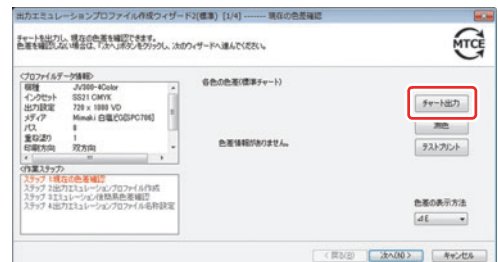 出力エミュレーションプロファイル作成ウィザード2(標準) [1/4] ------- 現在の色差確認
チャートを出力し、現在の色差を確認できます。
色差を確認しない場合は、「次へ」ボタンをクリックし、次のウィザードへ進んでください。
MTCE
<プロファイルデータ情報>
機種 JV300-4Color
インクセット SS21 CMYK
出力設定 720 x 1080 VD
メディア Mimaki 白塩ビG[SPC706]
パス 8
重ね塗り 1
印刷方向 双方向
<作業ステップ>
ステップ 1:現在の色差確認
ステップ 2:出力エミュレーションプロファイル作成
ステップ 3:エミュレーション後簡易色差確認
ステップ 4:出力エミュレーションプロファイル名称設定
各色の色差(標準チャート)
色差情報がありません。
チャート出力
測色
テストプリント
色差の表示方法
⊿E
< 戻る(B)
次へ(N) >
キャンセル